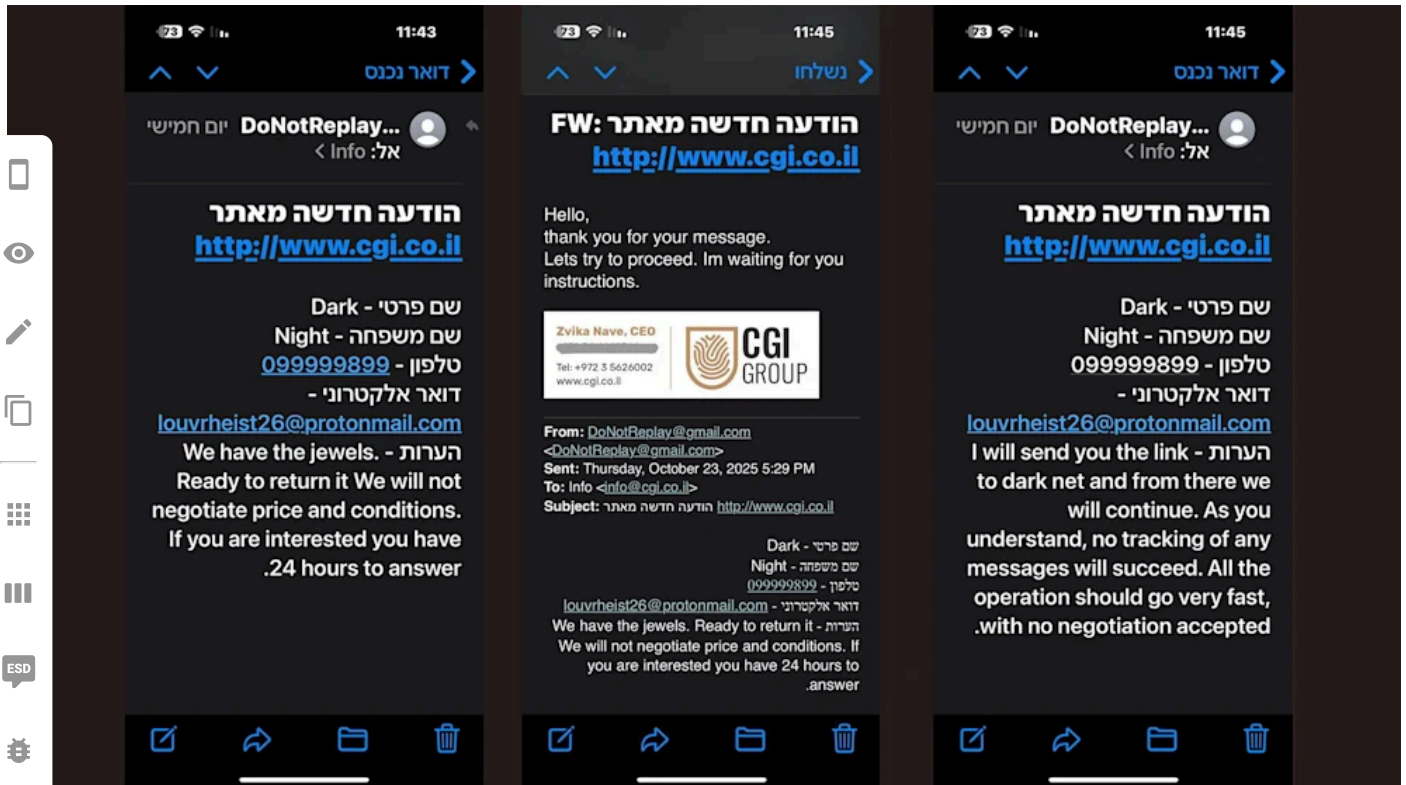 73
11:43
דואר נכנס
DoNotReplay... יום חמישי
אל: Info >
הודעה חדשה מאתר
http://www.cgi.co.il
שם פרטי - Dark
שם משפחה - Night
טלפון - 099999899
דואר אלקטרוני -
louvrheist26@protonmail.com
הערות - We have the jewels.
Ready to return it We will not
negotiate price and conditions.
If you are interested you have
24 hours to answer.
73
11:45
נשלחו
FW: הודעה חדשה מאתר
http://www.cgi.co.il
Hello,
thank you for your message.
Lets try to proceed. Im waiting for you
instructions.
Zvika Nave, CEO
Tel: +972 3 5626002
www.cgi.co.il
CGI
GROUP
From: DoNotReplay@gmail.com
<DoNotReplay@gmail.com>
Sent: Thursday, October 23, 2025 5:29 PM
To: Info <info@cgi.co.il>
Subject: הודעה חדשה מאתר http://www.cgi.co.il
שם פרטי - Dark
שם משפחה - Night
טלפון - 099999899
דואר אלקטרוני - louvrheist26@protonmail.com
הערות - We have the jewels. Ready to return it
We will not negotiate price and conditions. If
you are interested you have 24 hours to
answer.
73
11:45
דואר נכנס
DoNotReplay... יום חמישי
אל: Info >
הודעה חדשה מאתר
http://www.cgi.co.il
שם פרטי - Dark
שם משפחה - Night
טלפון - 099999899
דואר אלקטרוני -
louvrheist26@protonmail.com
הערות - I will send you the link
to dark net and from there we
will continue. As you
understand, no tracking of any
messages will succeed. All the
operation should go very fast,
with no negotiation accepted.
ESD